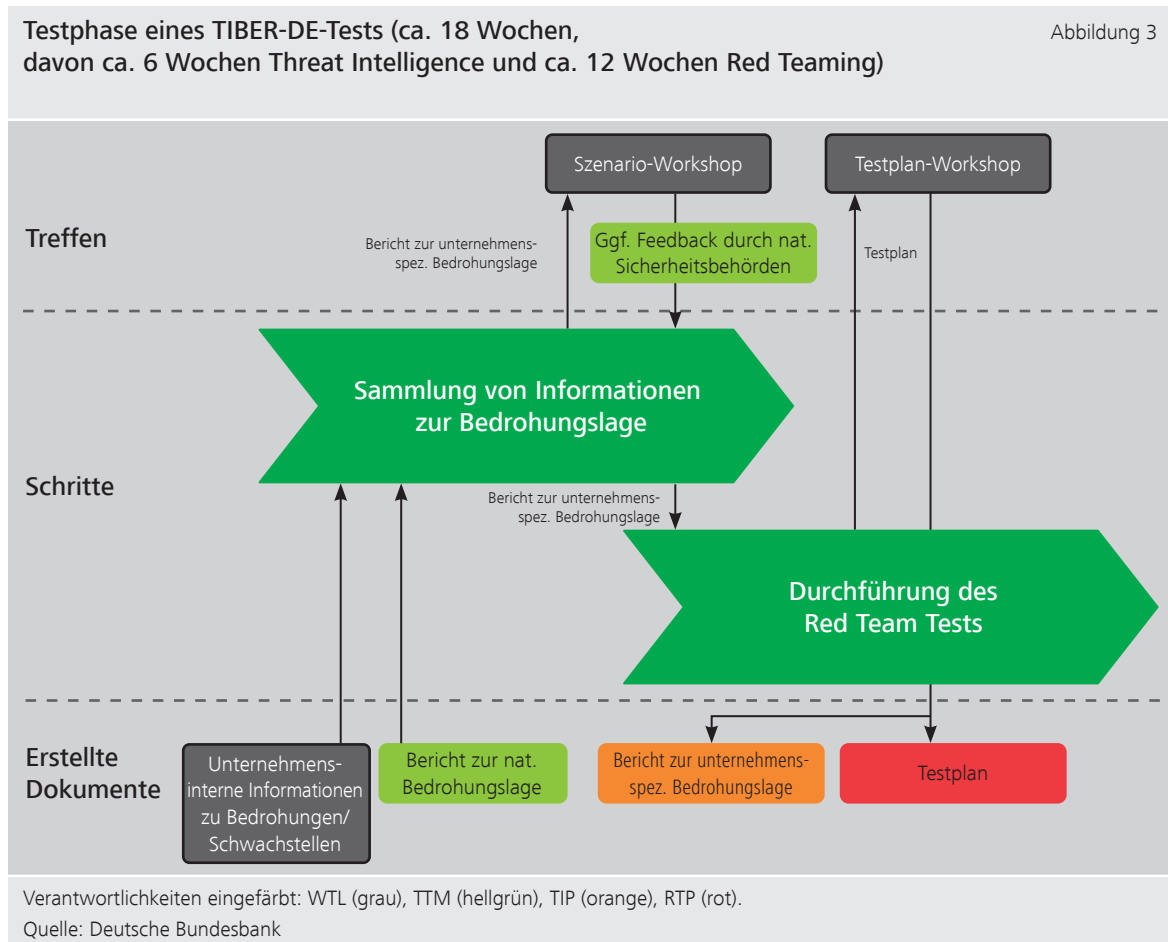 Testphase eines TIBER-DE-Tests (ca. 18 Wochen,
davon ca. 6 Wochen Threat Intelligence und ca. 12 Wochen Red Teaming)
Abbildung 3
Szenario-Workshop
Testplan-Workshop
Treffen
Bericht zur unternehmens-
spez. Bedrohungslage
Ggf. Feedback durch nat.
Sicherheitsbehörden
Testplan
Sammlung von Informationen
zur Bedrohungslage
Schritte
Bericht zur unternehmens-
spez. Bedrohungslage
Durchführung des
Red Team Tests
Erstellte
Dokumente
Unternehmens-
interne Informationen
zu Bedrohungen/
Schwachstellen
Bericht zur nat.
Bedrohungslage
Bericht zur unternehmens-
spez. Bedrohungslage
Testplan
Verantwortlichkeiten eingefärbt: WTL (grau), TTM (hellgrün), TIP (orange), RTP (rot).
Quelle: Deutsche Bundesbank